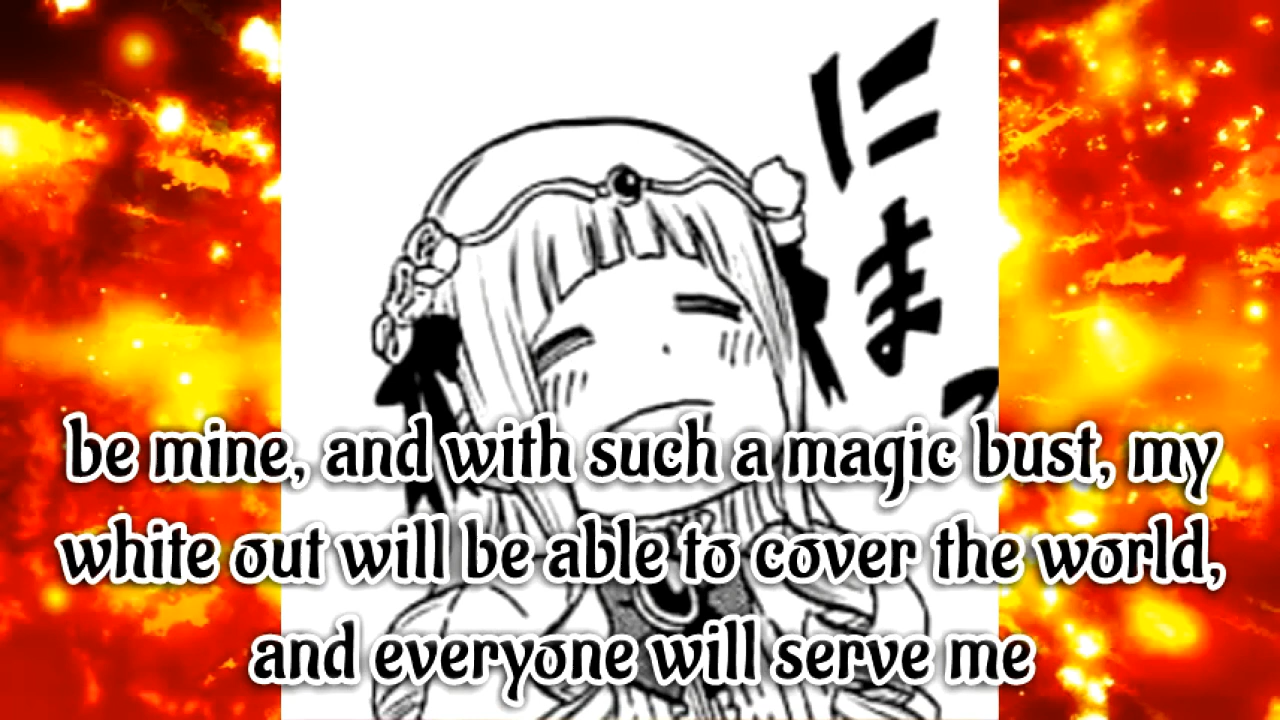 にまっ
be mine, and with such a magic bust, my
white out will be able to cover the world,
and everyone will serve me